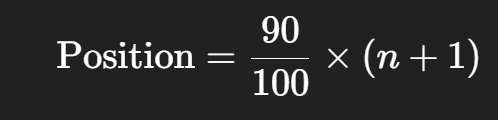 Position = 90/100 × (n + 1)